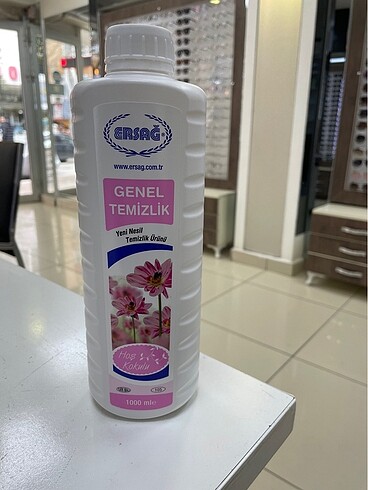 ERSAĞ
www.ersag.com.tr
GENEL
TEMİZLİK
Yeni Nesil
Temizlik Ürünü
Hoş
Kokulu
1000 ml℮